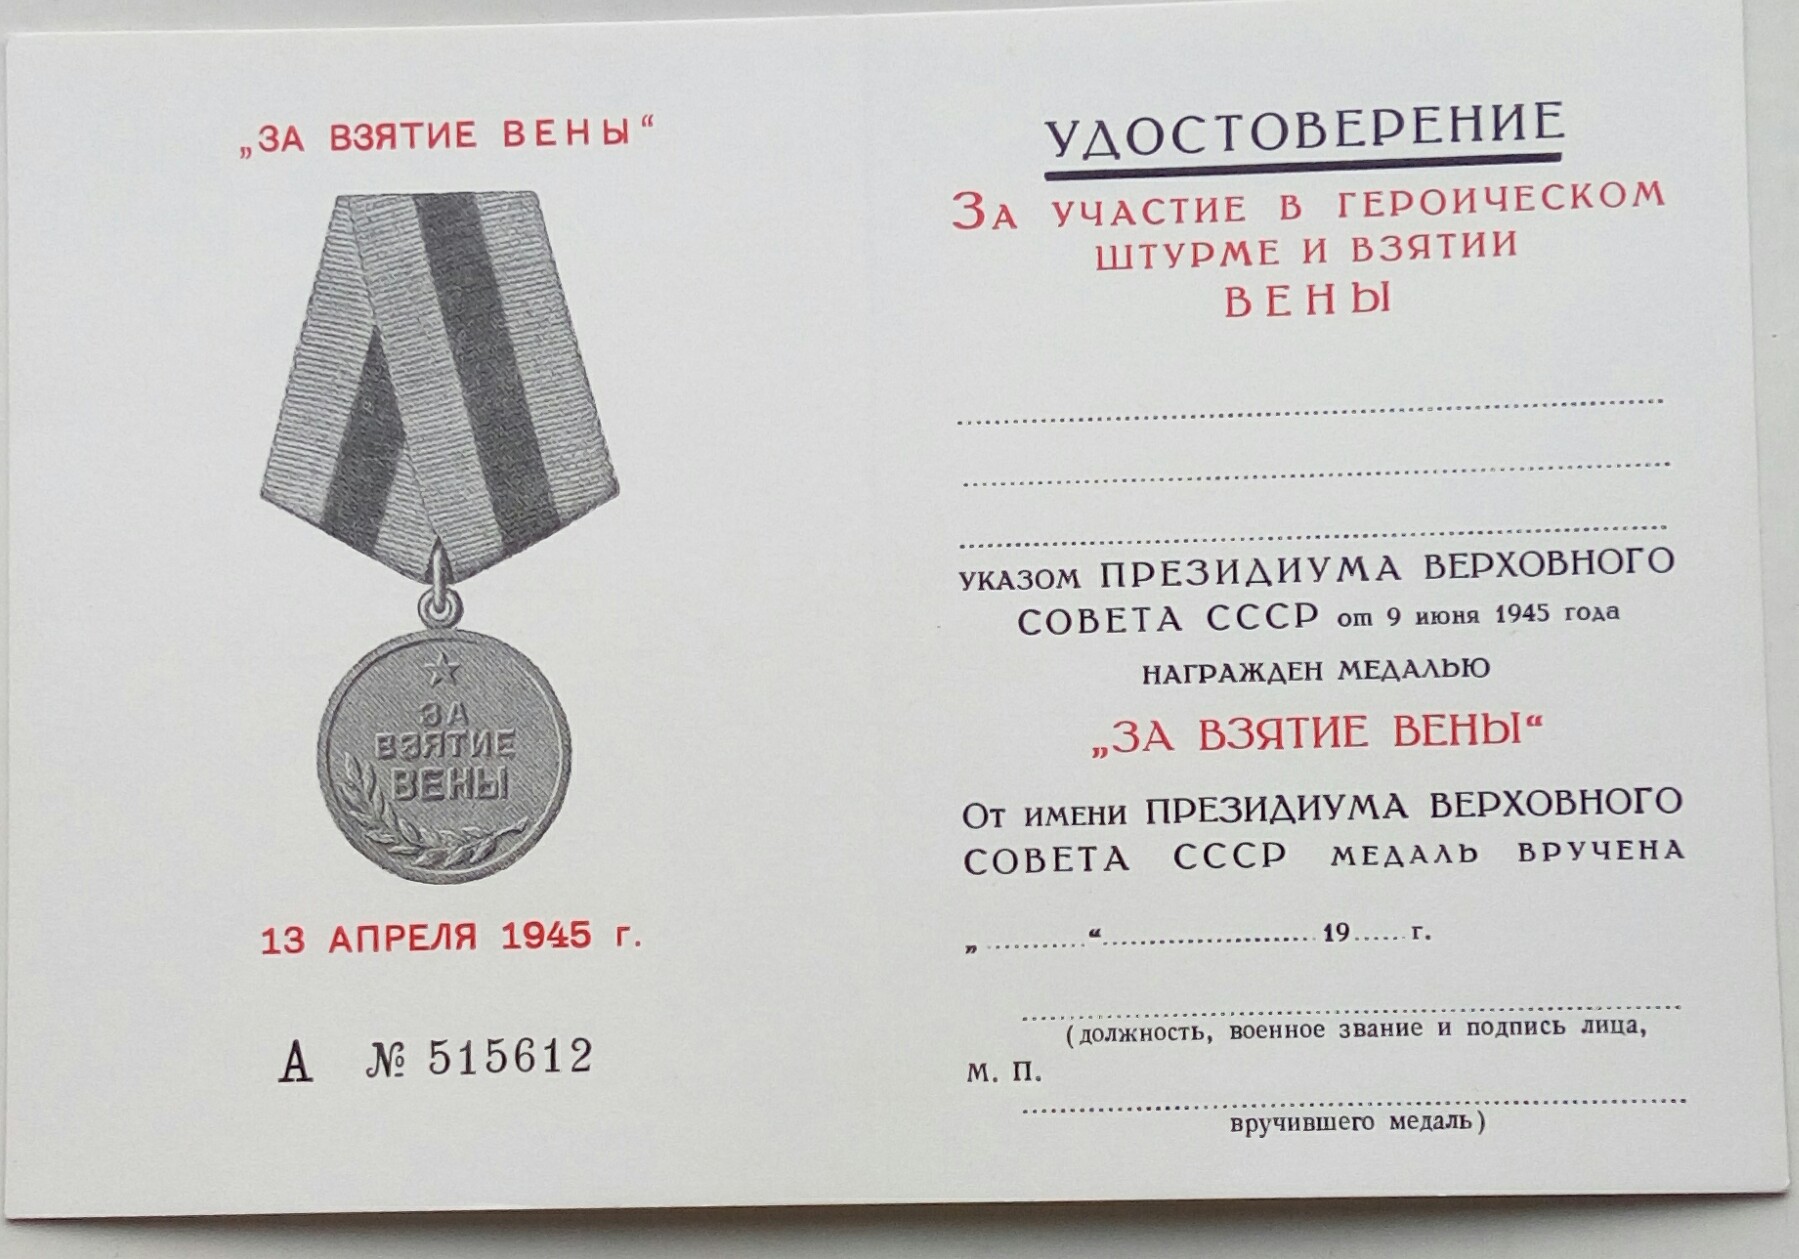 „ЗА ВЗЯТИЕ ВЕНЫ“
ЗА
ВЗЯТИЕ
ВЕНЫ
13 АПРЕЛЯ 1945 г.
А № 515612
УДОСТОВЕРЕНИЕ
За участие в героическом
штурме и взятии
ВЕНЫ
указом ПРЕЗИДИУМА ВЕРХОВНОГО
СОВЕТА СССР от 9 июня 1945 года
награжден медалью
„ЗА ВЗЯТИЕ ВЕНЫ“
От имени ПРЕЗИДИУМА ВЕРХОВНОГО
СОВЕТА СССР медаль вручена
„..........“...................... 19......г.
(должность, военное звание и подпись лица,
М. П.
вручившего медаль)